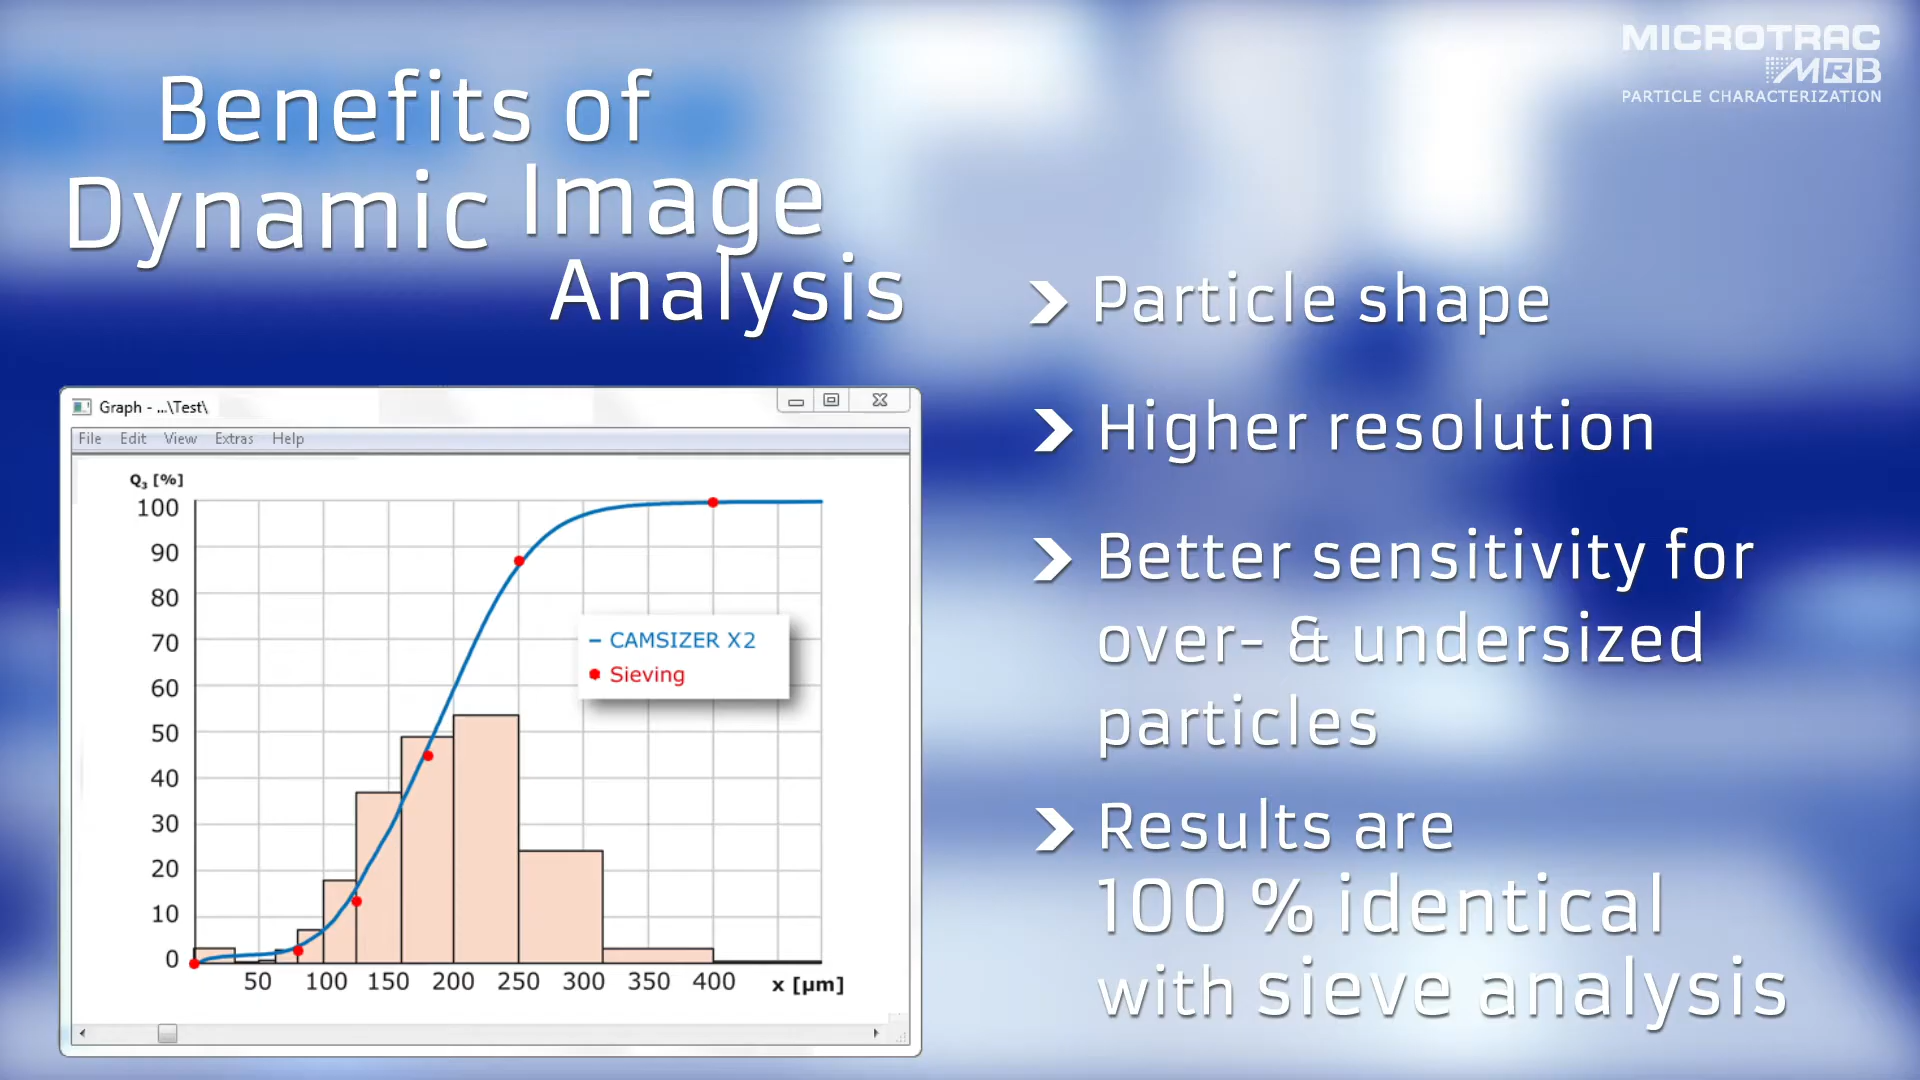 MICROTRAC
MRB
PARTICLE CHARACTERIZATION
Benefits of
Dynamic Image
Analysis
Particle shape
Higher resolution
Better sensitivity for
over- & undersized
particles
Results are
100 % identical
with sieve analysis
Graph - ...\Test\
File Edit View Extras Help
Q3 [%]
100
90
80
70
60
50
40
30
20
10
0
CAMSIZER X2
Sieving
50 100 150 200 250 300 350 400 x [µm]